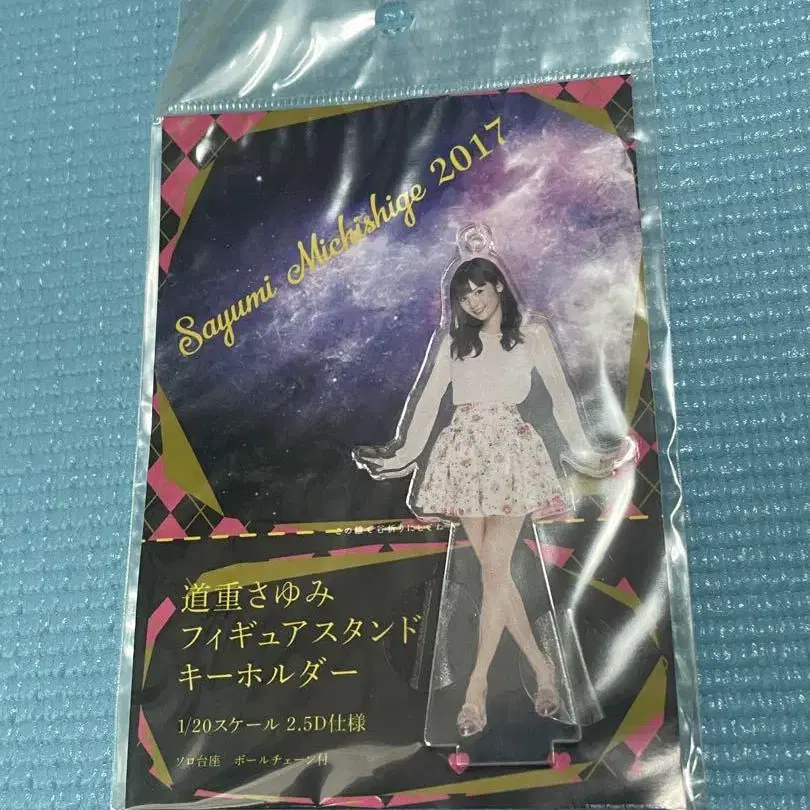 Sayumi Michishige 2017
道重さゆみ
フィギュアスタンド
キーホルダー
1/20スケール 2.5D仕様
ソロ台座 ボールチェーン付